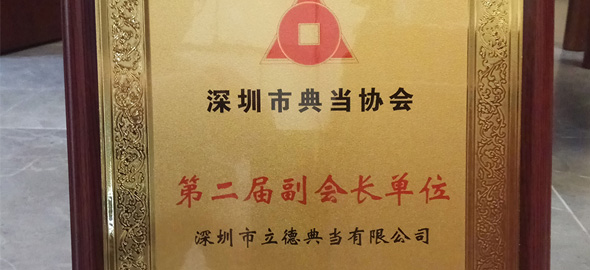 深圳市典当协会
第二届副会长单位
深圳市立德典当有限公司